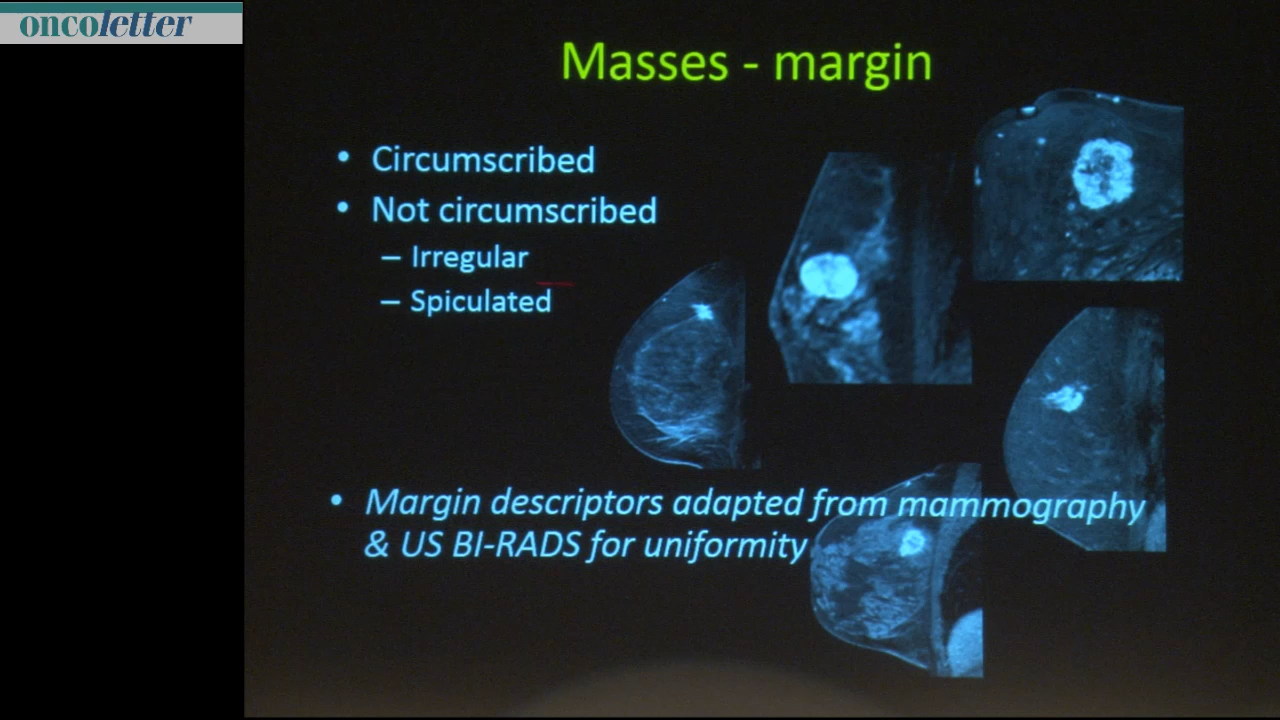 oncoletter
Masses - margin
• Circumscribed
• Not circumscribed
– Irregular
– Spiculated
• Margin descriptors adapted from mammography
& US BI-RADS for uniformity